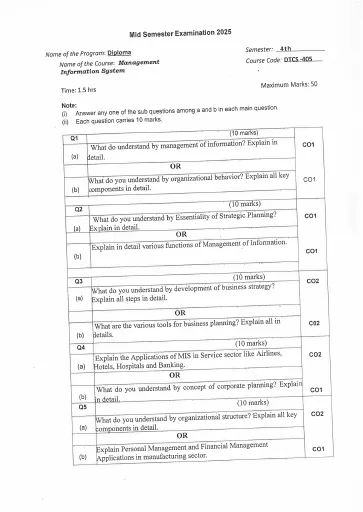 Mid Semester Examination 2025
Semester: 4th
Name of the Program: Diploma
Course Code: DTCS -405
Name of the Course: Management
Information System
Time: 1.5 hrs
Maximum Marks: 50
Note:
(i) Answer any one of the sub questions among a and b in each main question.
(ii) Each question carries 10 marks.
Q1 (10 marks)
What do understand by management of information? Explain in
(a) detail. CO1
OR
What do you understand by organizational behavior? Explain all key
(b) components in detail. CO1
Q2 (10 marks)
What do you understand by Essentiality of Strategic Planning? CO1
(a) Explain in detail.
OR
Explain in detail various functions of Management of Information.
(b) CO1
Q3 (10 marks)
What do you understand by development of business strategy? CO2
(a) Explain all steps in detail.
OR
What are the various tools for business planning? Explain all in CO2
(b) details.
Q4 (10 marks)
Explain the Applications of MIS in Service sector like Airlines, CO2
(a) Hotels, Hospitals and Banking.
OR
What do you understand by concept of corporate planning? Explain CO1
(b) in detail.
Q5 (10 marks)
What do you understand by organizational structure? Explain all key CO2
(a) components in detail.
OR
Explain Personal Management and Financial Management CO1
(b) Applications in manufacturing sector.